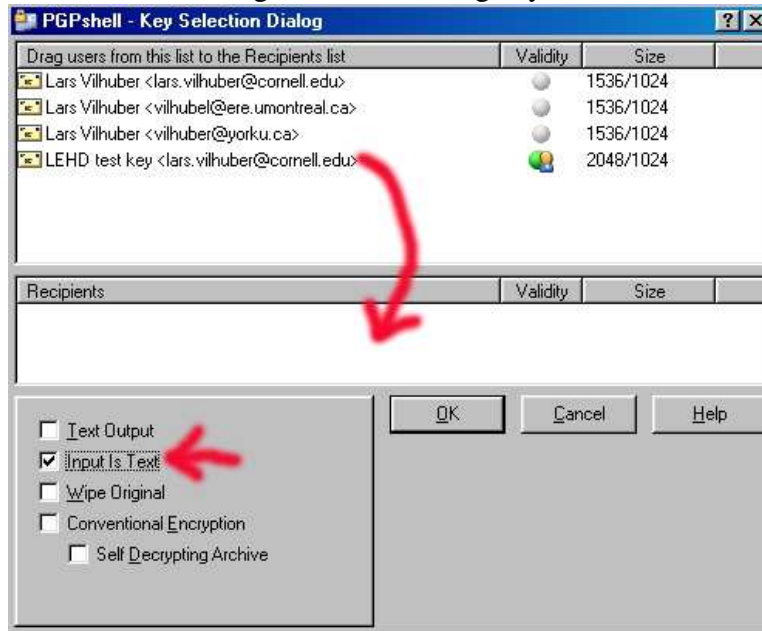 PGPshell - Key Selection Dialog
Drag users from this list to the Recipients list Validity Size
Lars Vilhuber <lars.vilhuber@cornell.edu> 1536/1024
Lars Vilhuber <vilhubel@ere.umontreal.ca> 1536/1024
Lars Vilhuber <vilhuber@yorku.ca> 1536/1024
LEHD test key <lars.vilhuber@cornell.edu> 2048/1024
Recipients Validity Size
OK Cancel Help
Text Output
Input Is Text
Wipe Original
Conventional Encryption
Self Decrypting Archive